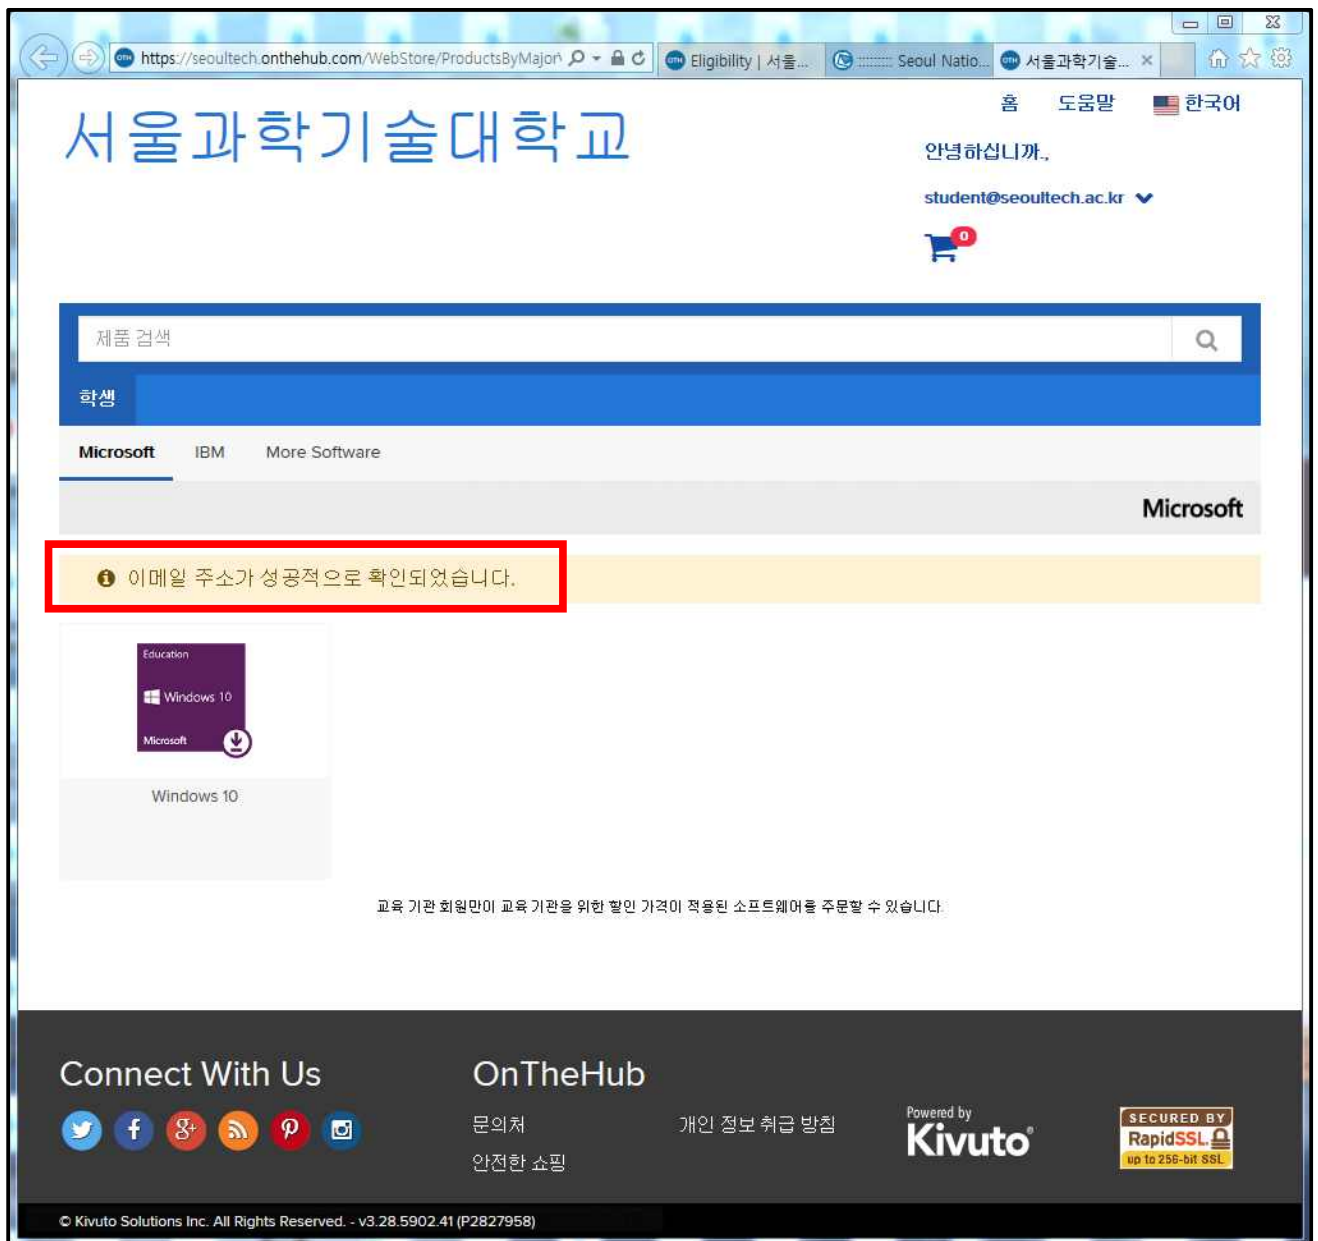 https://seoultech.onthehub.com/WebStore/ProductsByMajor
Eligibility | 서울...
::::::::: Seoul Natio...
서울과학기술...
홈 도움말 한국어
서울과학기술대학교
안녕하십니까.,
student@seoultech.ac.kr
0
제품 검색
학생
Microsoft IBM More Software
Microsoft
이메일 주소가 성공적으로 확인되었습니다.
Education
Windows 10
Microsoft
Windows 10
교육 기관 회원만이 교육 기관을 위한 할인 가격이 적용된 소프트웨어를 주문할 수 있습니다.
Connect With Us
OnTheHub
문의처
개인 정보 취급 방침
안전한 쇼핑
Powered by
Kivuto
SECURED BY
RapidSSL
up to 256-bit SSL
© Kivuto Solutions Inc. All Rights Reserved. - v3.28.5902.41 (P2827958)